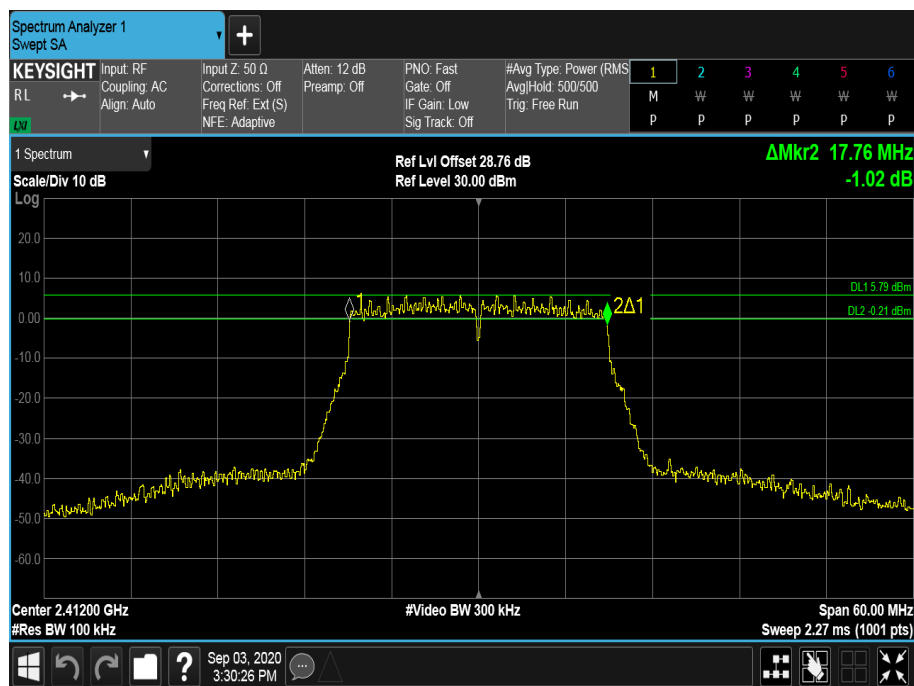 Spectrum Analyzer 1
Swept SA
KEYSIGHT
RL
LXI
Input: RF
Coupling: AC
Align: Auto
Input Z: 50 Ω
Corrections: Off
Freq Ref: Ext (S)
NFE: Adaptive
Atten: 12 dB
Preamp: Off
PNO: Fast
Gate: Off
IF Gain: Low
Sig Track: Off
#Avg Type: Power (RMS
Avg|Hold: 500/500
Trig: Free Run
1 2 3 4 5 6
M W W W W W
P P P P P P
1 Spectrum
Scale/Div 10 dB
Ref Lvl Offset 28.76 dB
Ref Level 30.00 dBm
ΔMkr2 17.76 MHz
-1.02 dB
Log
20.0
10.0
0.00
-10.0
-20.0
-30.0
-40.0
-50.0
-60.0
1
2Δ1
DL1 5.79 dBm
DL2 -0.21 dBm
Center 2.41200 GHz
#Res BW 100 kHz
#Video BW 300 kHz
Span 60.00 MHz
Sweep 2.27 ms (1001 pts)
?
Sep 03, 2020
3:30:26 PM